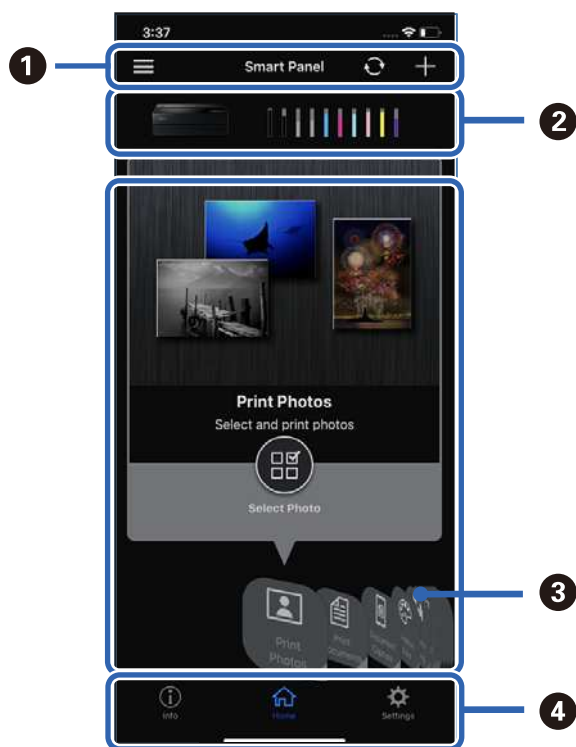 3:37
1
Smart Panel
2
Print Photos
Select and print photos
Select Photo
3
Print
Photos
Print
4
Info
Home
Settings